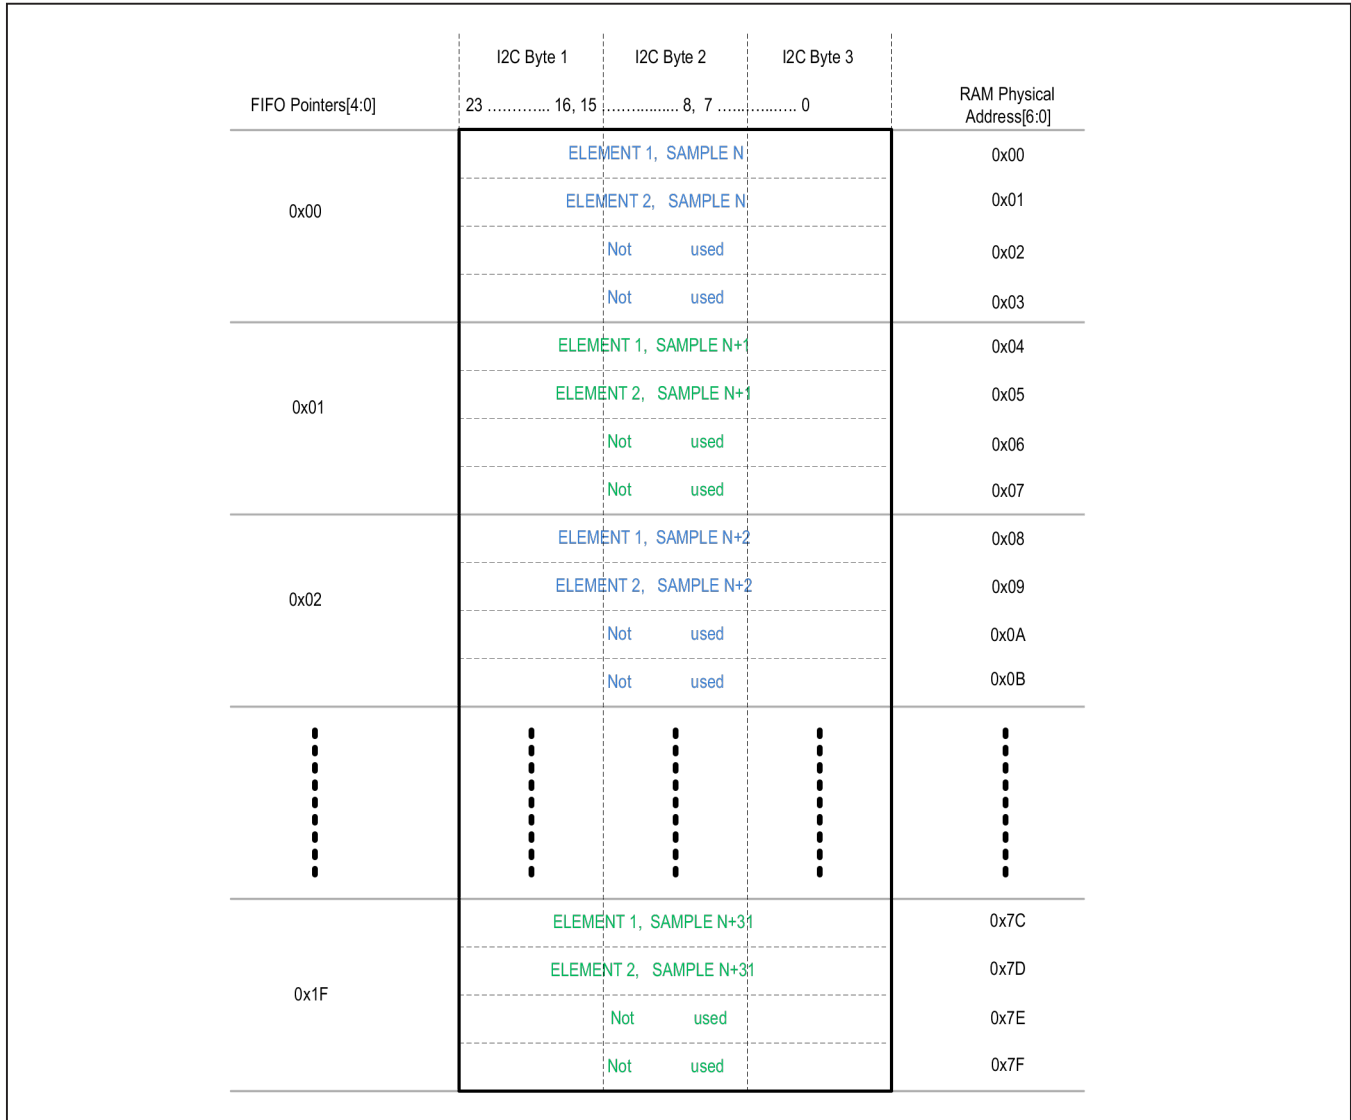 I2C Byte 1 I2C Byte 2 I2C Byte 3
FIFO Pointers[4:0] 23 ............... 16, 15 ................... 8, 7 .................. 0 RAM Physical
Address[6:0]
ELEMENT 1, SAMPLE N 0x00
0x00 ELEMENT 2, SAMPLE N 0x01
Not used 0x02
Not used 0x03
ELEMENT 1, SAMPLE N+1 0x04
0x01 ELEMENT 2, SAMPLE N+1 0x05
Not used 0x06
Not used 0x07
ELEMENT 1, SAMPLE N+2 0x08
0x02 ELEMENT 2, SAMPLE N+2 0x09
Not used 0x0A
Not used 0x0B
ELEMENT 1, SAMPLE N+31 0x7C
0x1F ELEMENT 2, SAMPLE N+31 0x7D
Not used 0x7E
Not used 0x7F